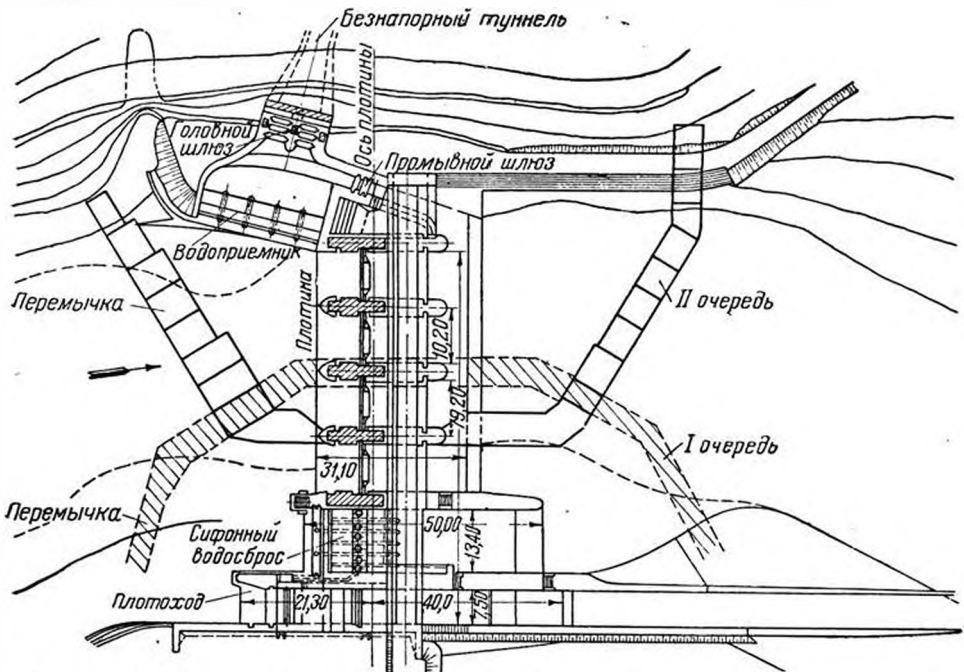 Безнапорный туннель
Ось плотины
Головной
шлюз
Промывной шлюз
Водоприемник
Перемычка
Плотина
II очередь
10,20
79,20
31,10
I очередь
Перемычка
Сифонный
водосброс
50,00
13,40
Плотоход
21,30
40,0
7,50